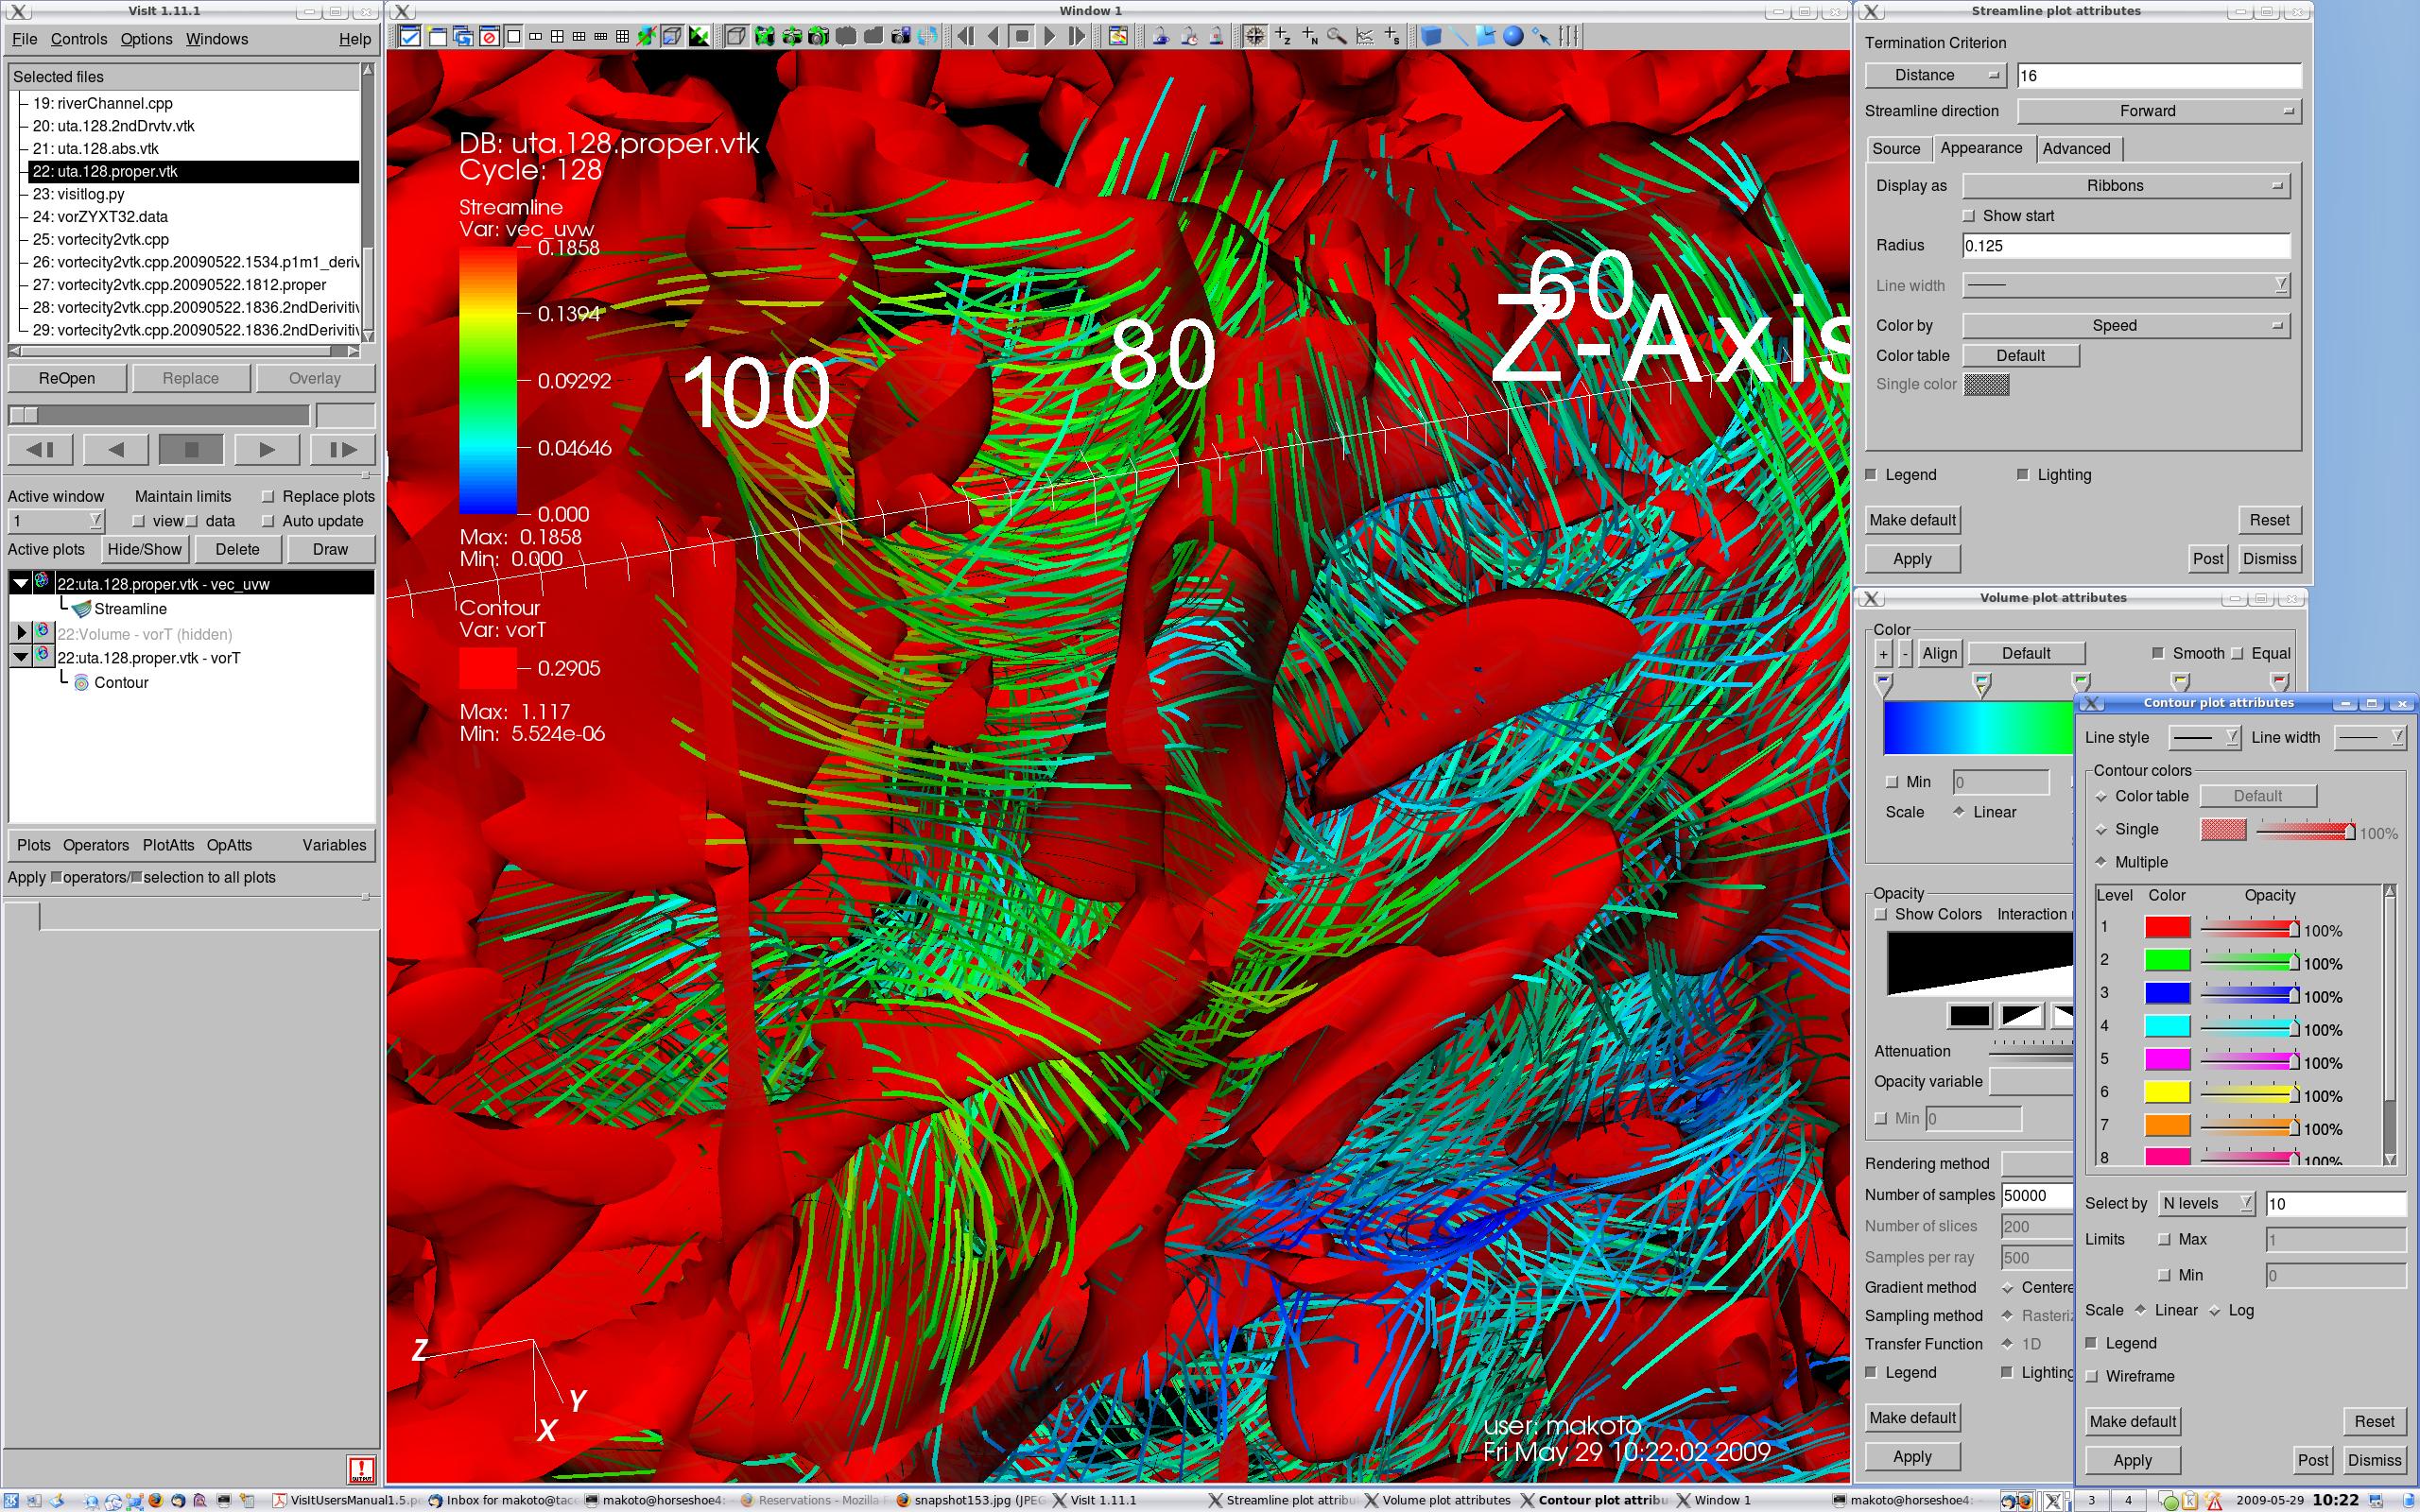 VisIt 1.11.1
File Controls Options Windows Help
Selected files
19: riverChannel.cpp
20: uta.128.2ndDrvtv.vtk
21: uta.128.abs.vtk
22: uta.128.proper.vtk
23: visitlog.py
24: vorZYXT32.data
25: vortecity2vtk.cpp
26: vortecity2vtk.cpp.20090522.1534.p1m1_deriv
27: vortecity2vtk.cpp.20090522.1812.proper
28: vortecity2vtk.cpp.20090522.1836.2ndDerivitiv
29: vortecity2vtk.cpp.20090522.1836.2ndDerivitiv
ReOpen Replace Overlay
Active window Maintain limits Replace plots
1 view data Auto update
Active plots Hide/Show Delete Draw
22:uta.128.proper.vtk - vec_uvw
Streamline
22:Volume - vorT (hidden)
22:uta.128.proper.vtk - vorT
Contour
Plots Operators PlotAtts OpAtts Variables
Apply operators/ selection to all plots
OUTPUT
Window 1
DB: uta.128.proper.vtk
Cycle: 128
Streamline
Var: vec_uvw
0.1858
0.1394
0.09292
0.04646
0.000
Max: 0.1858
Min: 0.000
Contour
Var: vorT
0.2905
Max: 1.117
Min: 5.524e-06
100
80
60
Z-Axis
Z
Y
X
user: makoto
Fri May 29 10:22:02 2009
Streamline plot attributes
Termination Criterion
Distance 16
Streamline direction Forward
Source Appearance Advanced
Display as Ribbons
Show start
Radius 0.125
Line width
Color by Speed
Color table Default
Single color
Legend Lighting
Make default Reset
Apply Post Dismiss
Volume plot attributes
Color
+ - Align Default Smooth Equal
Min 0
Scale Linear
Opacity
Show Colors Interaction
Attenuation
Opacity variable
Min 0
Rendering method
Number of samples 50000
Number of slices 200
Samples per ray 500
Gradient method Centere
Sampling method Rasteriz
Transfer Function 1D
Legend Lighting
Make default
Apply
Contour plot attributes
Line style Line width
Contour colors
Color table Default
Single 100%
Multiple
Level Color Opacity
1 100%
2 100%
3 100%
4 100%
5 100%
6 100%
7 100%
8 100%
Select by N levels 10
Limits Max 1
Min 0
Scale Linear Log
Legend
Wireframe
Make default Reset
Apply Post Dismiss
VisItUsersManual1.5.p Inbox for makoto@tac makoto@horseshoe4: Reservations - Mozilla F snapshot153.jpg (JPEG VisIt 1.11.1 Streamline plot attribu Volume plot attributes Contour plot attribu Window 1 makoto@horseshoe4: 3 4 2009-05-29 10:22